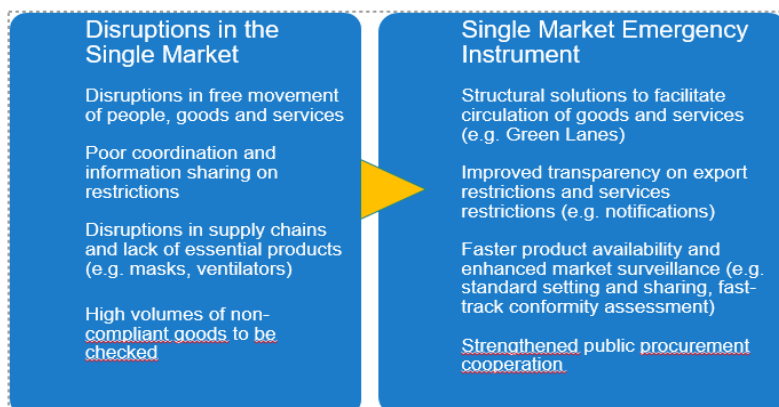 Disruptions in the
Single Market
Disruptions in free movement
of people, goods and services
Poor coordination and
information sharing on
restrictions
Disruptions in supply chains
and lack of essential products
(e.g. masks, ventilators)
High volumes of non-
compliant goods to be
checked
Single Market Emergency
Instrument
Structural solutions to facilitate
circulation of goods and services
(e.g. Green Lanes)
Improved transparency on export
restrictions and services
restrictions (e.g. notifications)
Faster product availability and
enhanced market surveillance (e.g.
standard setting and sharing, fast-
track conformity assessment)
Strengthened public procurement
cooperation